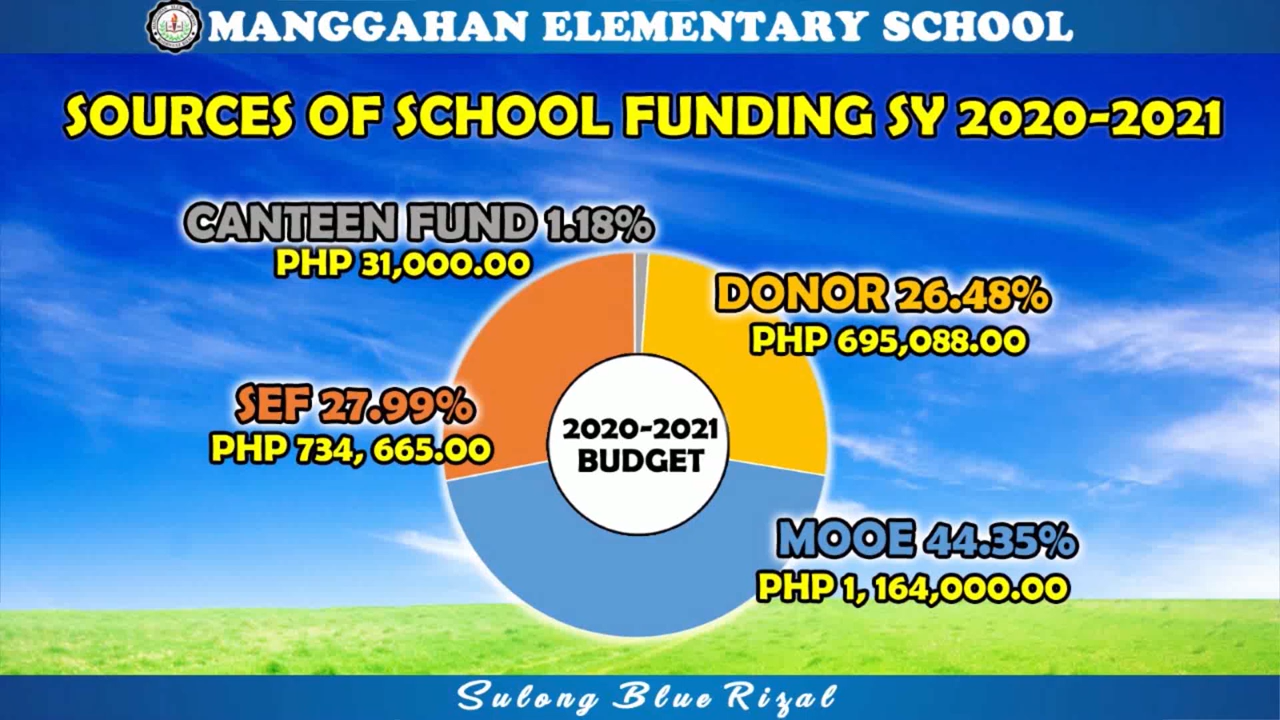 MANGGAHAN ELEMENTARY SCHOOL
SOURCES OF SCHOOL FUNDING SY 2020-2021
CANTEEN FUND 1.18%
PHP 31,000.00
DONOR 26.48%
PHP 695,088.00
SEF 27.99%
PHP 734, 665.00
2020-2021
BUDGET
MOOE 44.35%
PHP 1, 164,000.00
Sulong Blue Rizal